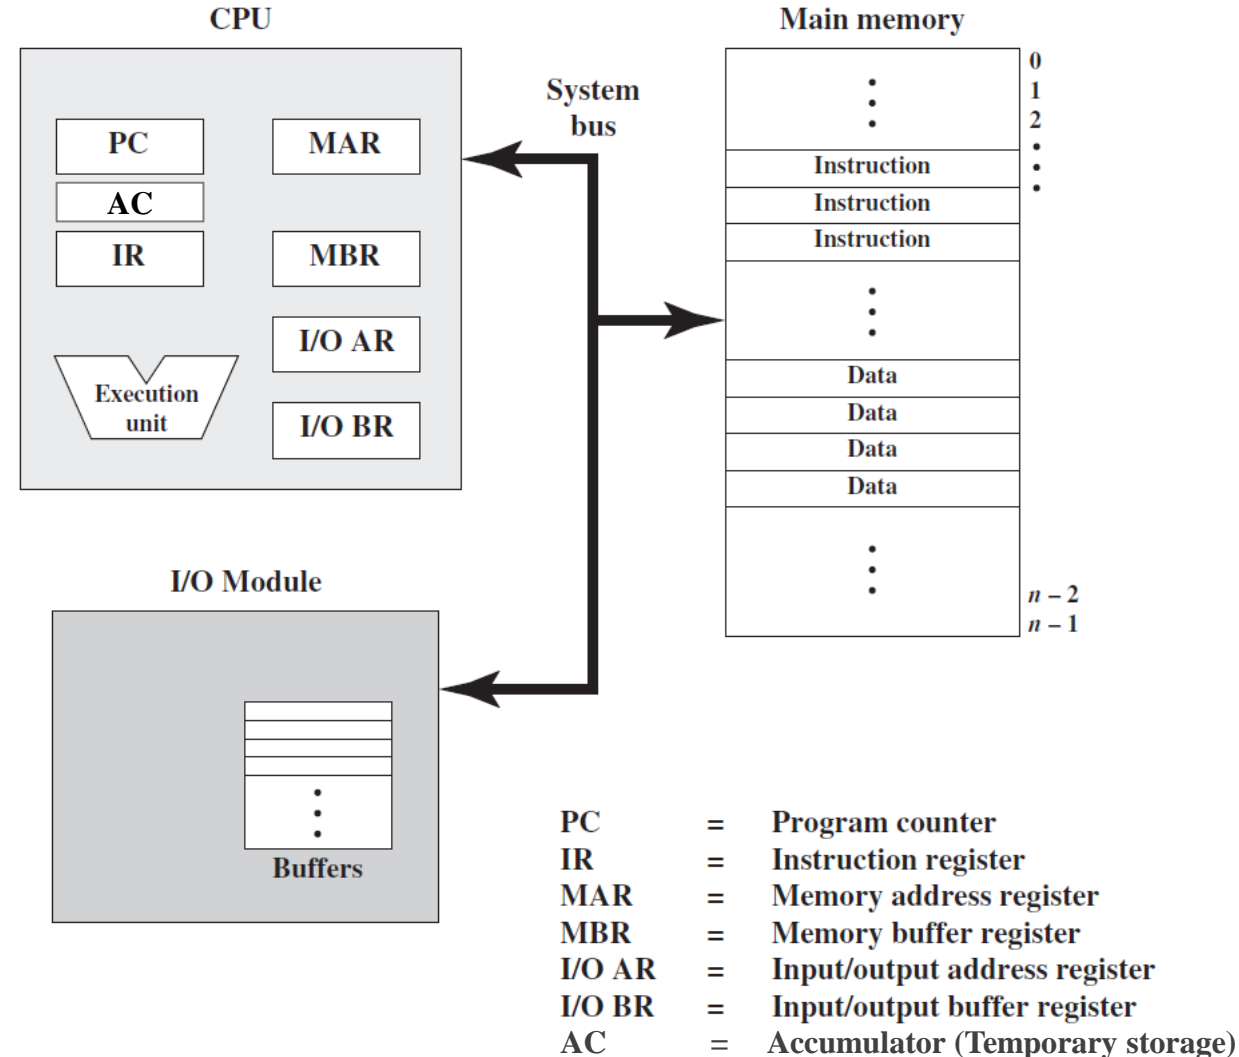 CPU
PC
MAR
AC
IR
MBR
I/O AR
Execution
unit
I/O BR
System
bus
Main memory
0
1
2
Instruction
Instruction
Instruction
Data
Data
Data
Data
n – 2
n – 1
I/O Module
Buffers
PC = Program counter
IR = Instruction register
MAR = Memory address register
MBR = Memory buffer register
I/O AR = Input/output address register
I/O BR = Input/output buffer register
AC = Accumulator (Temporary storage)